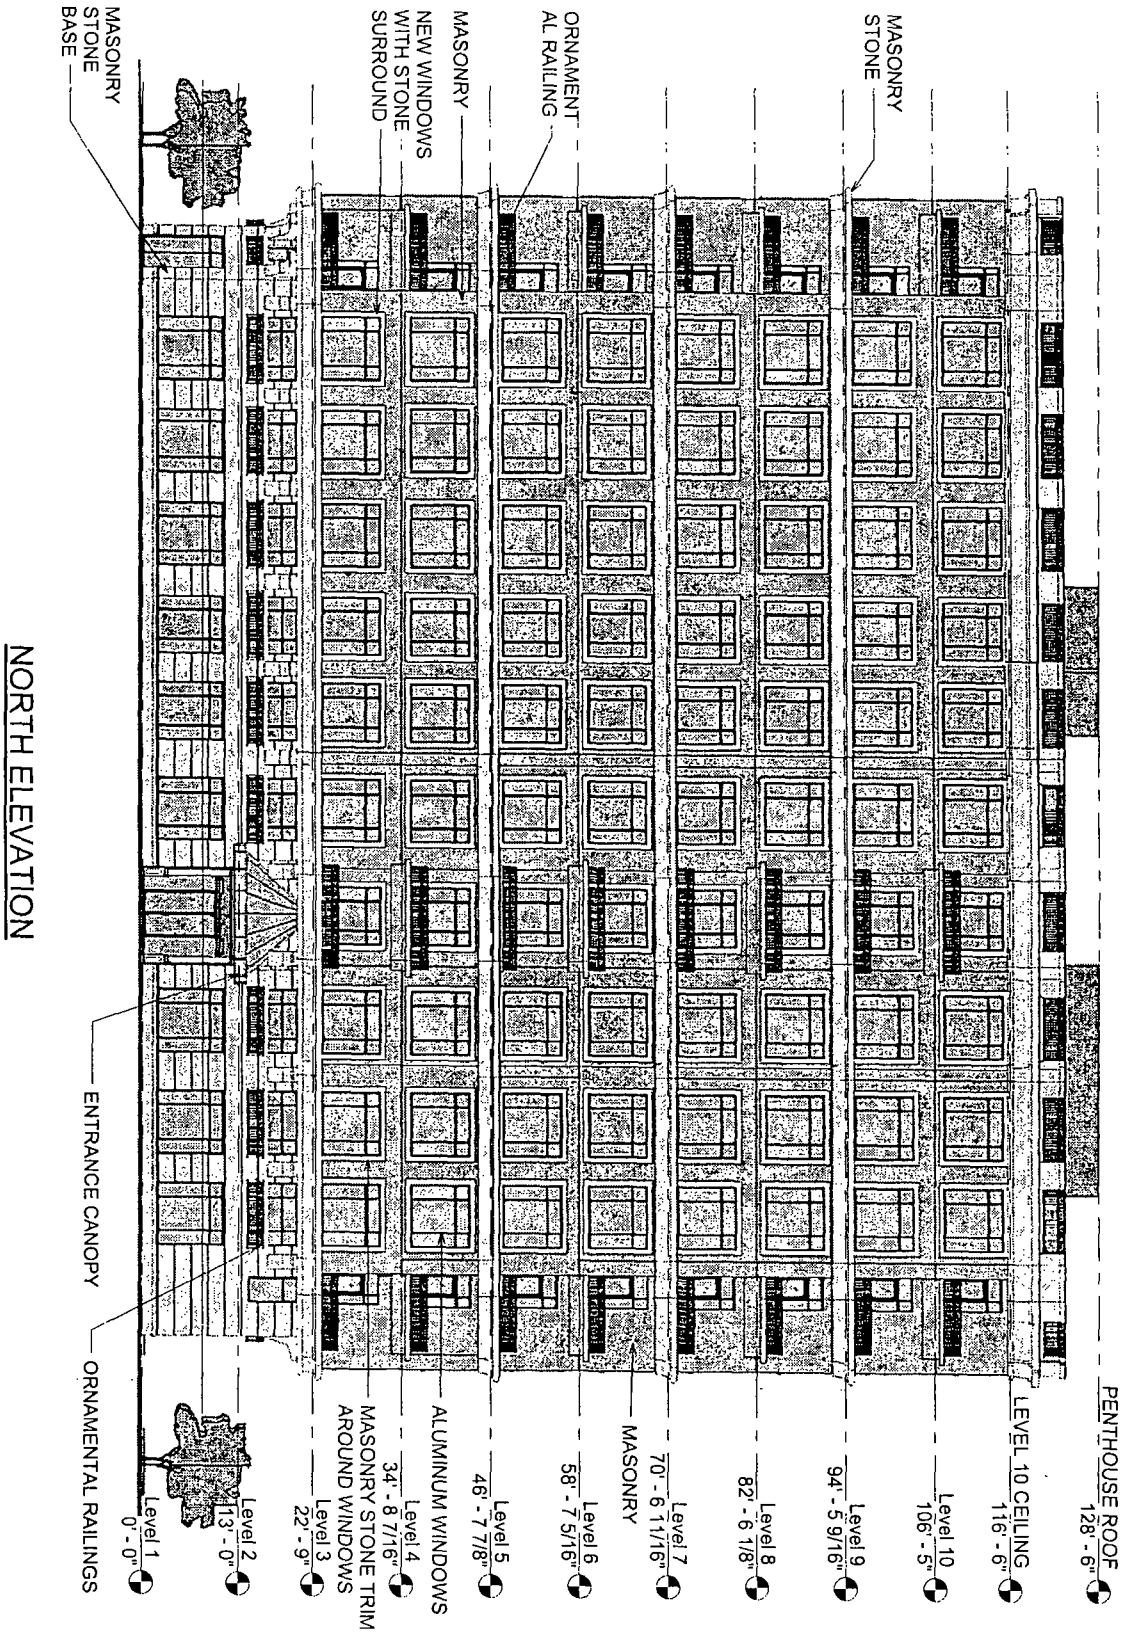 PENTHOUSE ROOF
128' - 6"
LEVEL 10 CEILING
116' - 6"
Level 10
106' - 5"
Level 9
94' - 5 9/16"
Level 8
82' - 6 1/8"
Level 7
70' - 6 11/16"
Level 6
58' - 7 5/16"
Level 5
46' - 7 7/8"
Level 4
34' - 8 7/16"
Level 3
22' - 9"
Level 2
13' - 0"
Level 1
0' - 0"
MASONRY
STONE
ORNAMENT
AL RAILING
MASONRY
NEW WINDOWS
WITH STONE
SURROUND
MASONRY
STONE
BASE
MASONRY
ALUMINUM WINDOWS
MASONRY STONE TRIM
AROUND WINDOWS
ENTRANCE CANOPY
ORNAMENTAL RAILINGS
NORTH ELEVATION